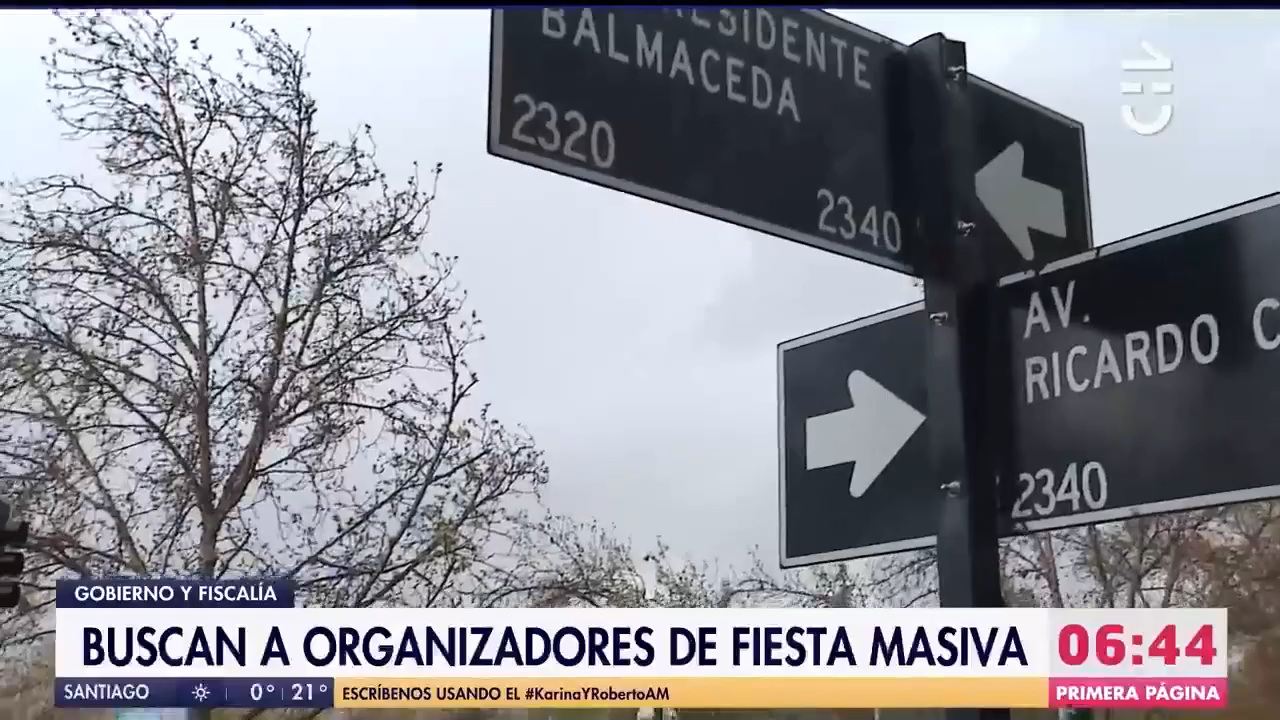 PRESIDENTE
BALMACEDA
2320
2340
AV.
RICARDO C
2340
GOBIERNO Y FISCALÍA
BUSCAN A ORGANIZADORES DE FIESTA MASIVA
06:44
SANTIAGO
0° 21°
ESCRÍBENOS USANDO EL #KarinaYRobertoAM
PRIMERA PÁGINA